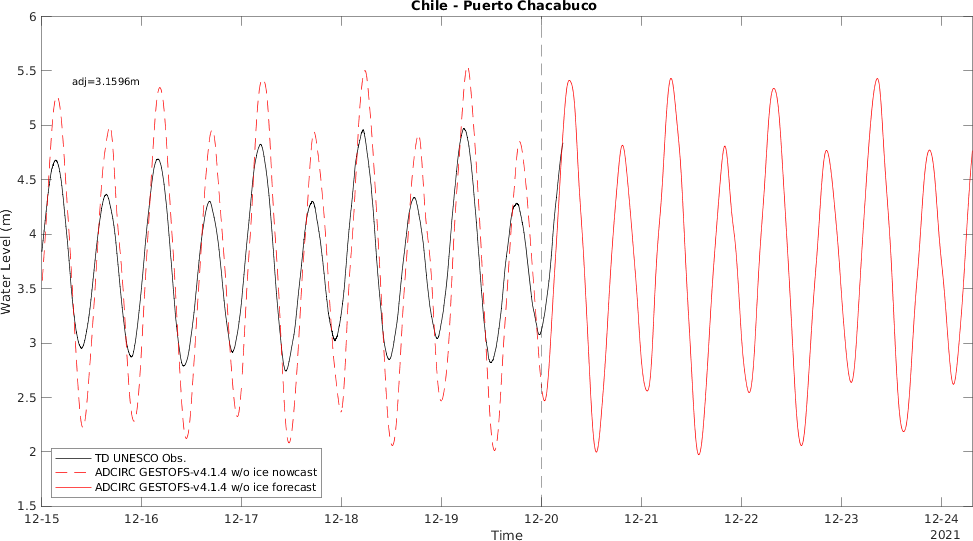 Chile - Puerto Chacabuco
6
5.5
5
4.5
4
3.5
3
2.5
2
1.5
Water Level (m)
adj=3.1596m
TD UNESCO Obs.
ADCIRC GESTOFS-v4.1.4 w/o ice nowcast
ADCIRC GESTOFS-v4.1.4 w/o ice forecast
12-15 12-16 12-17 12-18 12-19 12-20 12-21 12-22 12-23 12-24
Time
2021